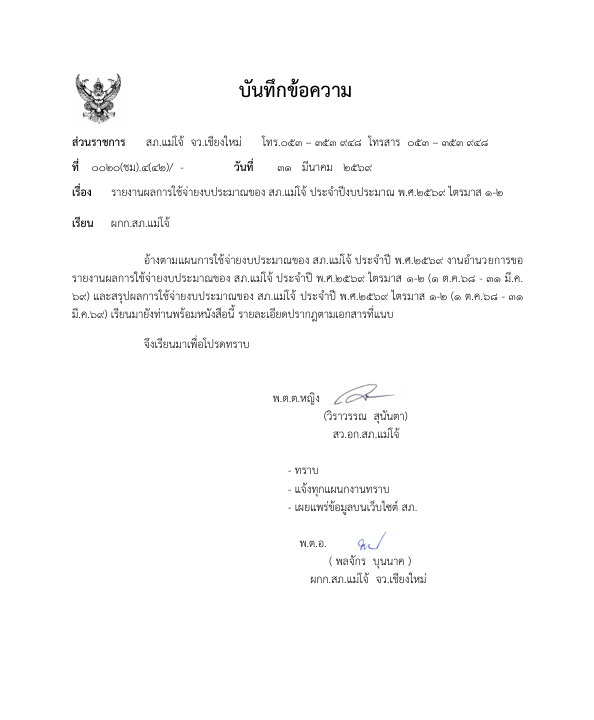 บันทึกข้อความ
ส่วนราชการ สภ.แม่โจ้ จว.เชียงใหม่ โทร.๐๕๓ – ๓๕๓ ๙๔๘ โทรสาร ๐๕๓ – ๓๕๓ ๙๔๘
ที่ ๐๐๒๐(ชม).๔(๔๒)/ - วันที่ ๓๑ มีนาคม ๒๕๖๙
เรื่อง รายงานผลการใช้จ่ายงบประมาณของ สภ.แม่โจ้ ประจำปีงบประมาณ พ.ศ.๒๕๖๙ ไตรมาส ๑-๒
เรียน ผกก.สภ.แม่โจ้
อ้างตามแผนการใช้จ่ายงบประมาณของ สภ.แม่โจ้ ประจำปี พ.ศ.๒๕๖๙ งานอำนวยการขอ
รายงานผลการใช้จ่ายงบประมาณของ สภ.แม่โจ้ ประจำปี พ.ศ.๒๕๖๙ ไตรมาส ๑-๒ (๑ ต.ค.๖๘ - ๓๑ มี.ค.
๖๙) และสรุปผลการใช้จ่ายงบประมาณของ สภ.แม่โจ้ ประจำปี พ.ศ.๒๕๖๙ ไตรมาส ๑-๒ (๑ ต.ค.๖๘ - ๓๑
มี.ค.๖๙) เรียนมายังท่านพร้อมหนังสือนี้ รายละเอียดปรากฎตามเอกสารที่แนบ
จึงเรียนมาเพื่อโปรดทราบ
พ.ต.ต.หญิง
(วิราวรรณ สุนันตา)
สว.อก.สภ.แม่โจ้
- ทราบ
- แจ้งทุกแผนกงานทราบ
- เผยแพร่ข้อมูลบนเว็บไซต์ สภ.
พ.ต.อ.
( พลจักร บุนนาค )
ผกก.สภ.แม่โจ้ จว.เชียงใหม่